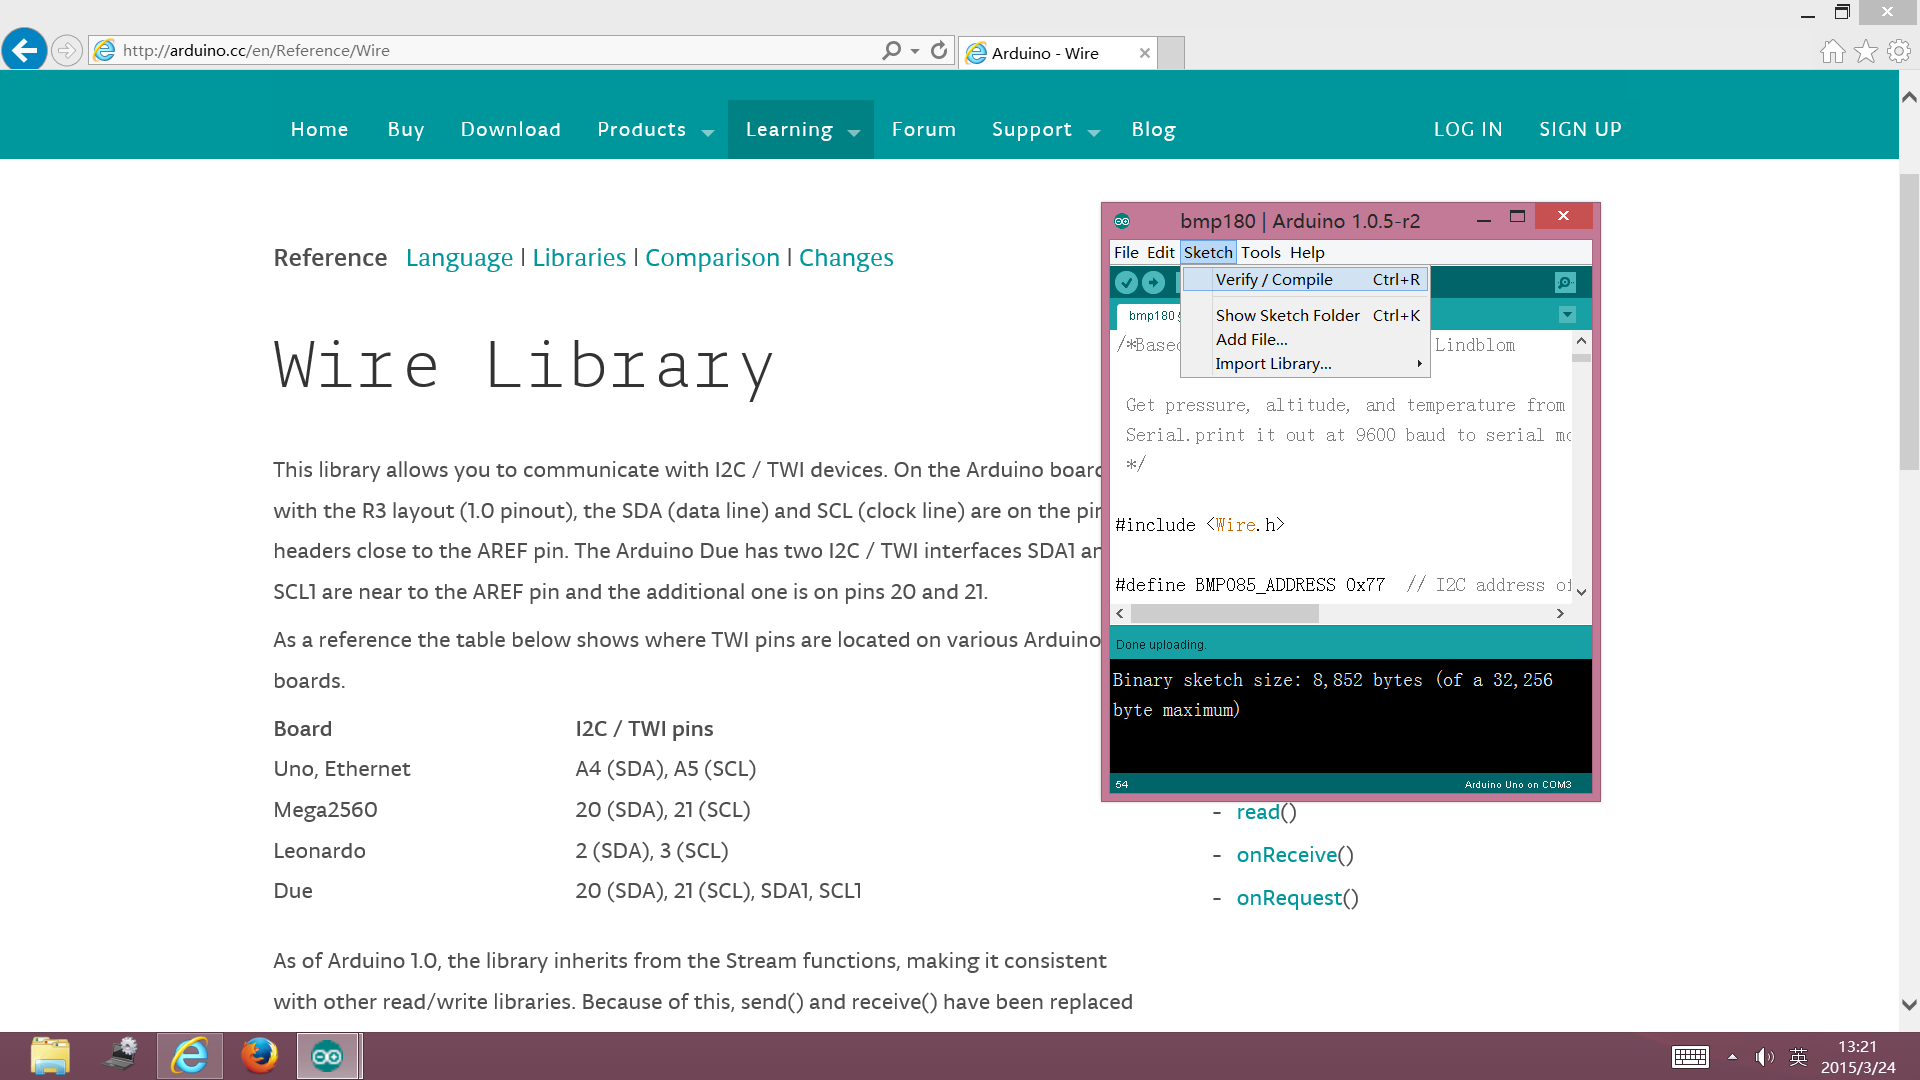 http://arduino.cc/en/Reference/Wire
Arduino - Wire
Home Buy Download Products Learning Forum Support Blog LOG IN SIGN UP
Reference Language | Libraries | Comparison | Changes
Wire Library
This library allows you to communicate with I2C / TWI devices. On the Arduino
with the R3 layout (1.0 pinout), the SDA (data line) and SCL (clock line) are on the
headers close to the AREF pin. The Arduino Due has two I2C / TWI interfaces SDA1
SCL1 are near to the AREF pin and the additional one is on pins 20 and 21.
As a reference the table below shows where TWI pins are located on various Arduino
boards.
Board I2C / TWI pins
Uno, Ethernet A4 (SDA), A5 (SCL)
Mega2560 20 (SDA), 21 (SCL)
Leonardo 2 (SDA), 3 (SCL)
Due 20 (SDA), 21 (SCL), SDA1, SCL1
As of Arduino 1.0, the library inherits from the Stream functions, making it consistent
with other read/write libraries. Because of this, send() and receive() have been replaced
- read()
- onReceive()
- onRequest()
bmp180 | Arduino 1.0.5-r2
File Edit Sketch Tools Help
Verify / Compile Ctrl+R
Show Sketch Folder Ctrl+K
Add File...
Import Library...
bmp180
/*Based Lindblom
Get pressure, altitude, and temperature from
Serial.print it out at 9600 baud to serial
*/
#include <Wire.h>
#define BMP085_ADDRESS 0x77 // I2C address of
Done uploading.
Binary sketch size: 8,852 bytes (of a 32,256
byte maximum)
54 Arduino Uno on COM3
英
13:21
2015/3/24